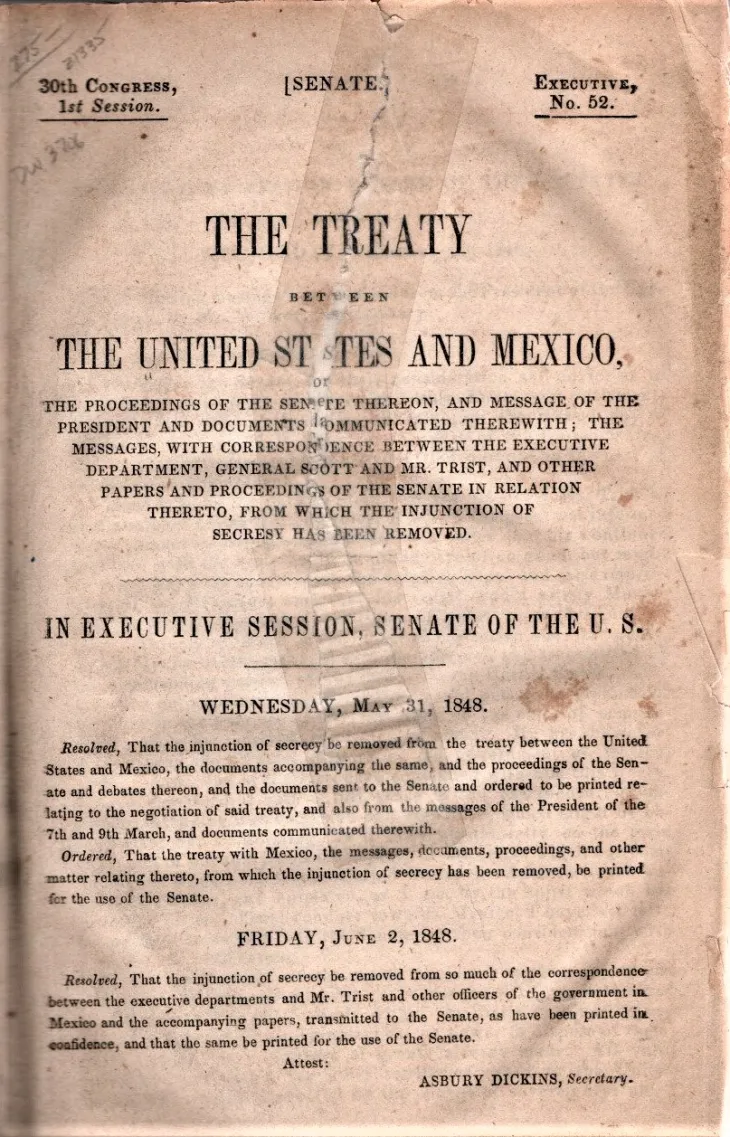 275 21335
30th CONGRESS,
1st Session.
[SENATE.]
EXECUTIVE,
No. 52.
THE TREATY
BETWEEN
THE UNITED STATES AND MEXICO,
THE PROCEEDINGS OF THE SENATE THEREON, AND MESSAGE OF THE
PRESIDENT AND DOCUMENTS COMMUNICATED THEREWITH; THE
MESSAGES, WITH CORRESPONDENCE BETWEEN THE EXECUTIVE
DEPARTMENT, GENERAL SCOTT AND MR. TRIST, AND OTHER
PAPERS AND PROCEEDINGS OF THE SENATE IN RELATION
THERETO, FROM WHICH THE INJUNCTION OF
SECRESY HAS BEEN REMOVED.
IN EXECUTIVE SESSION, SENATE OF THE U. S.
WEDNESDAY, MAY 31, 1848.
Resolved, That the injunction of secrecy be removed from the treaty between the United
States and Mexico, the documents accompanying the same, and the proceedings of the Sen-
ate and debates thereon, and the documents sent to the Senate and ordered to be printed re-
lating to the negotiation of said treaty, and also from the messages of the President of the
7th and 9th March, and documents communicated therewith.
Ordered, That the treaty with Mexico, the messages, documents, proceedings, and other
matter relating thereto, from which the injunction of secrecy has been removed, be printed
for the use of the Senate.
FRIDAY, JUNE 2, 1848.
Resolved, That the injunction of secrecy be removed from so much of the correspondence
between the executive departments and Mr. Trist and other officers of the government in
Mexico and the accompanying papers, transmitted to the Senate, as have been printed in
confidence, and that the same be printed for the use of the Senate.
Attest:
ASBURY DICKINS, Secretary.